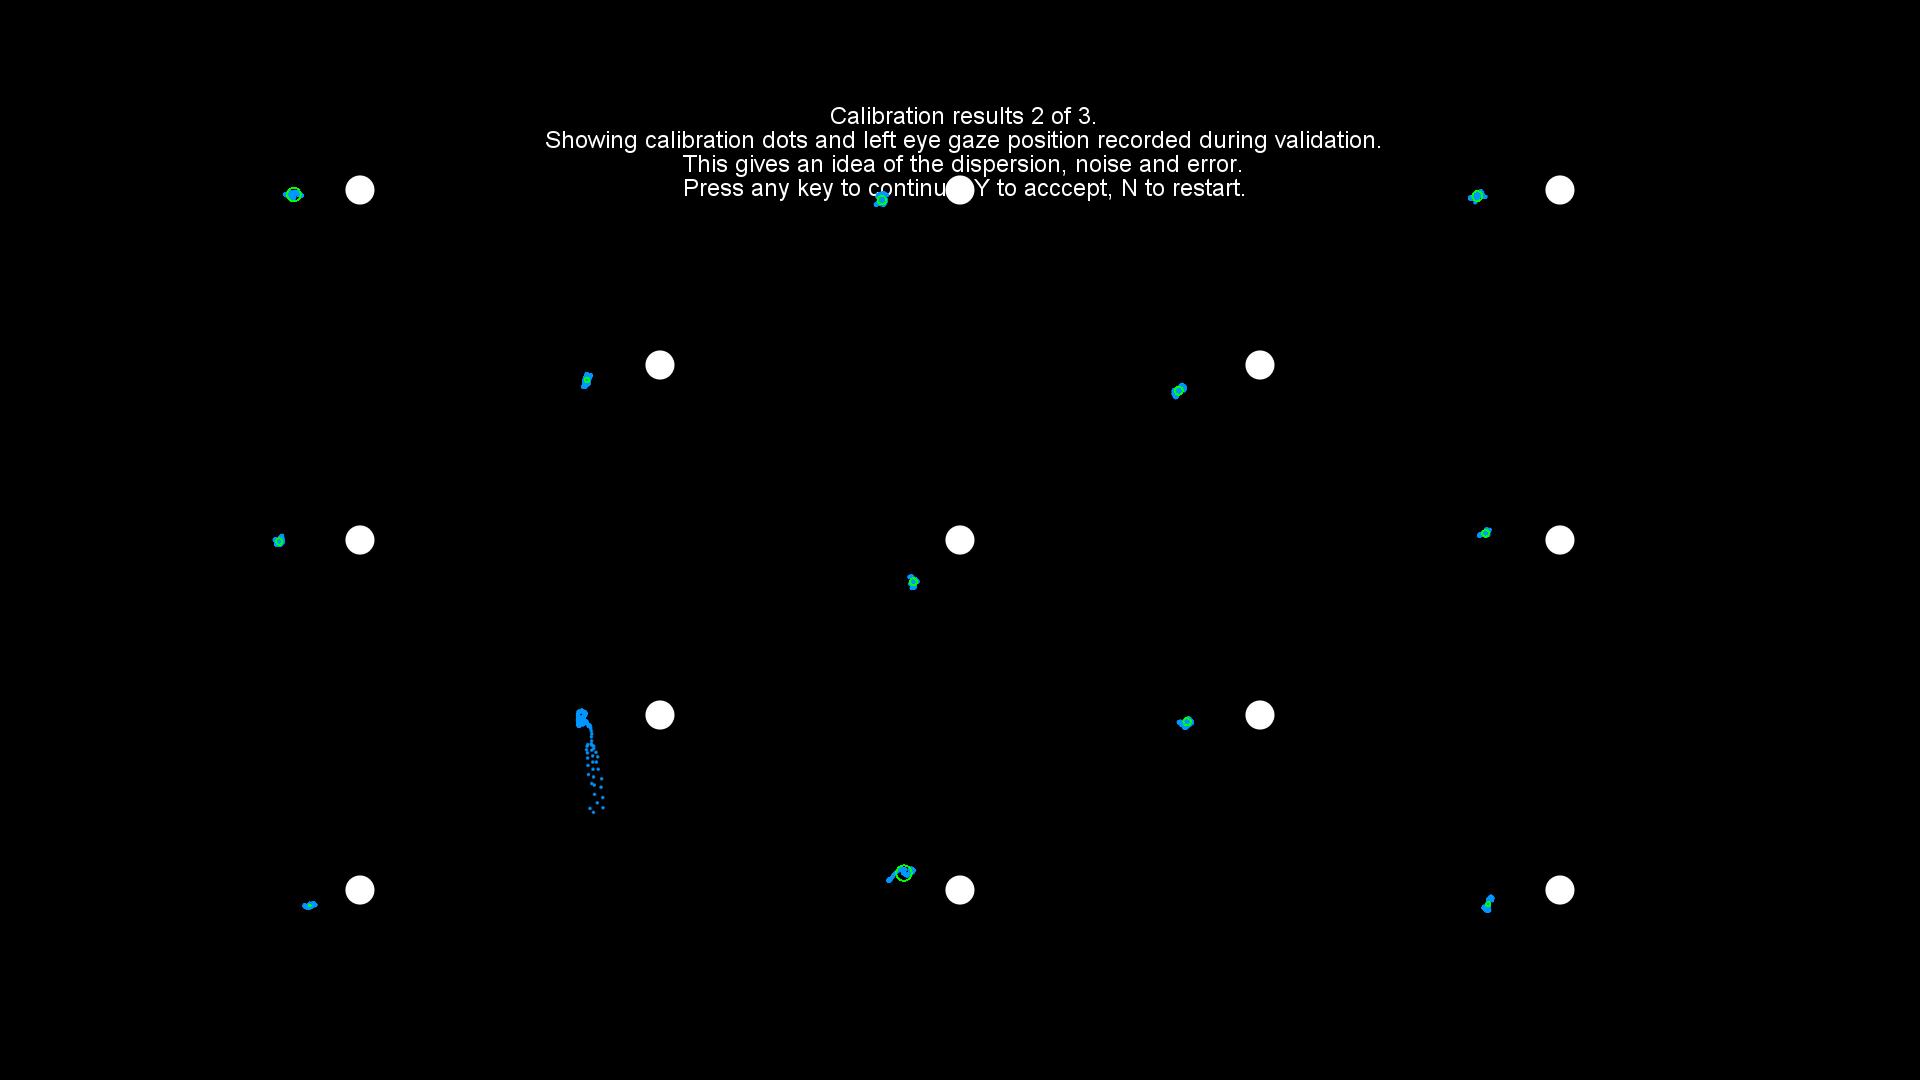 Calibration results 2 of 3.
Showing calibration dots and left eye gaze position recorded during validation.
This gives an idea of the dispersion, noise and error.
Press any key to continu Y to acccept, N to restart.